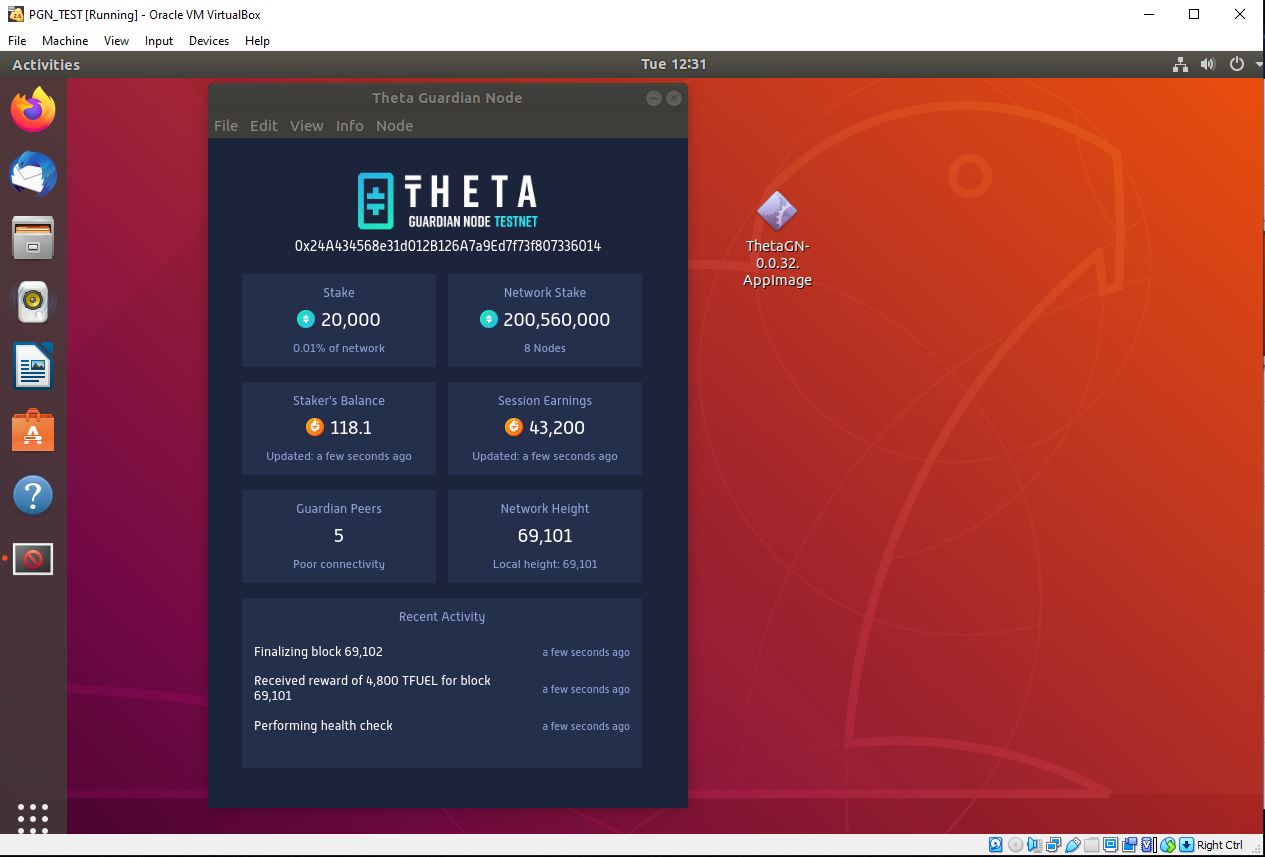 PGN_TEST [Running] - Oracle VM VirtualBox
File Machine View Input Devices Help
Activities
Tue 12:31
Theta Guardian Node
File Edit View Info Node
THETA
GUARDIAN NODE TESTNET
0x24A434568e31d012B126A7a9Ed7f73f807336014
Stake
20,000
0.01% of network
Network Stake
200,560,000
8 Nodes
Staker's Balance
118.1
Updated: a few seconds ago
Session Earnings
43,200
Updated: a few seconds ago
Guardian Peers
5
Poor connectivity
Network Height
69,101
Local height: 69,101
Recent Activity
Finalizing block 69,102 a few seconds ago
Received reward of 4,800 TFUEL for block
69,101 a few seconds ago
Performing health check a few seconds ago
ThetaGN-
0.0.32.
AppImage
Right Ctrl